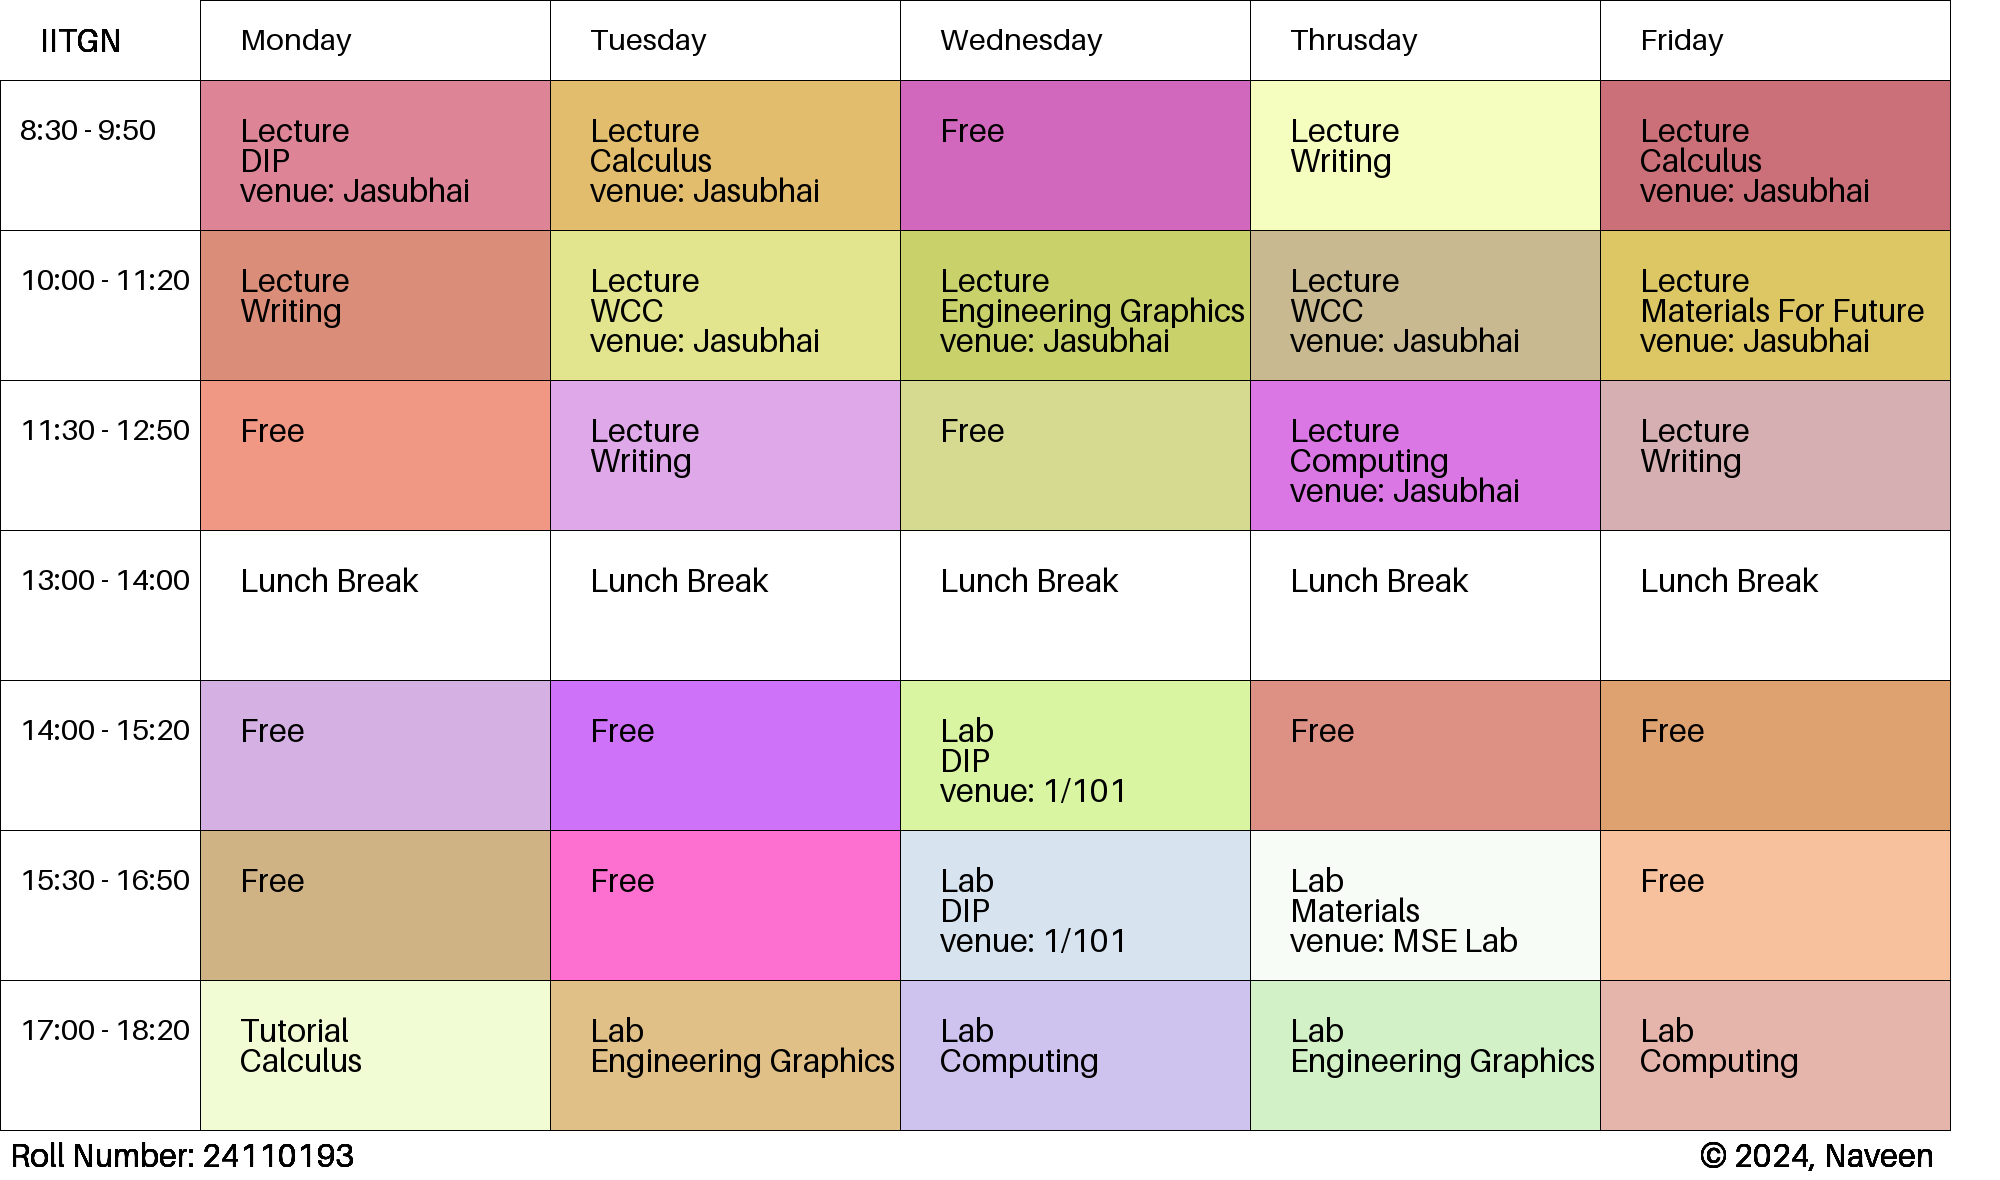 IITGN Monday Tuesday Wednesday Thrusday Friday
8:30 - 9:50
Lecture
DIP
venue: Jasubhai
Lecture
Calculus
venue: Jasubhai
Free
Lecture
Writing
Lecture
Calculus
venue: Jasubhai
10:00 - 11:20
Lecture
Writing
Lecture
WCC
venue: Jasubhai
Lecture
Engineering Graphics
venue: Jasubhai
Lecture
WCC
venue: Jasubhai
Lecture
Materials For Future
venue: Jasubhai
11:30 - 12:50
Free
Lecture
Writing
Free
Lecture
Computing
venue: Jasubhai
Lecture
Writing
13:00 - 14:00
Lunch Break
Lunch Break
Lunch Break
Lunch Break
Lunch Break
14:00 - 15:20
Free
Free
Lab
DIP
venue: 1/101
Free
Free
15:30 - 16:50
Free
Free
Lab
DIP
venue: 1/101
Lab
Materials
venue: MSE Lab
Free
17:00 - 18:20
Tutorial
Calculus
Lab
Engineering Graphics
Lab
Computing
Lab
Engineering Graphics
Lab
Computing
Roll Number: 24110193
© 2024, Naveen